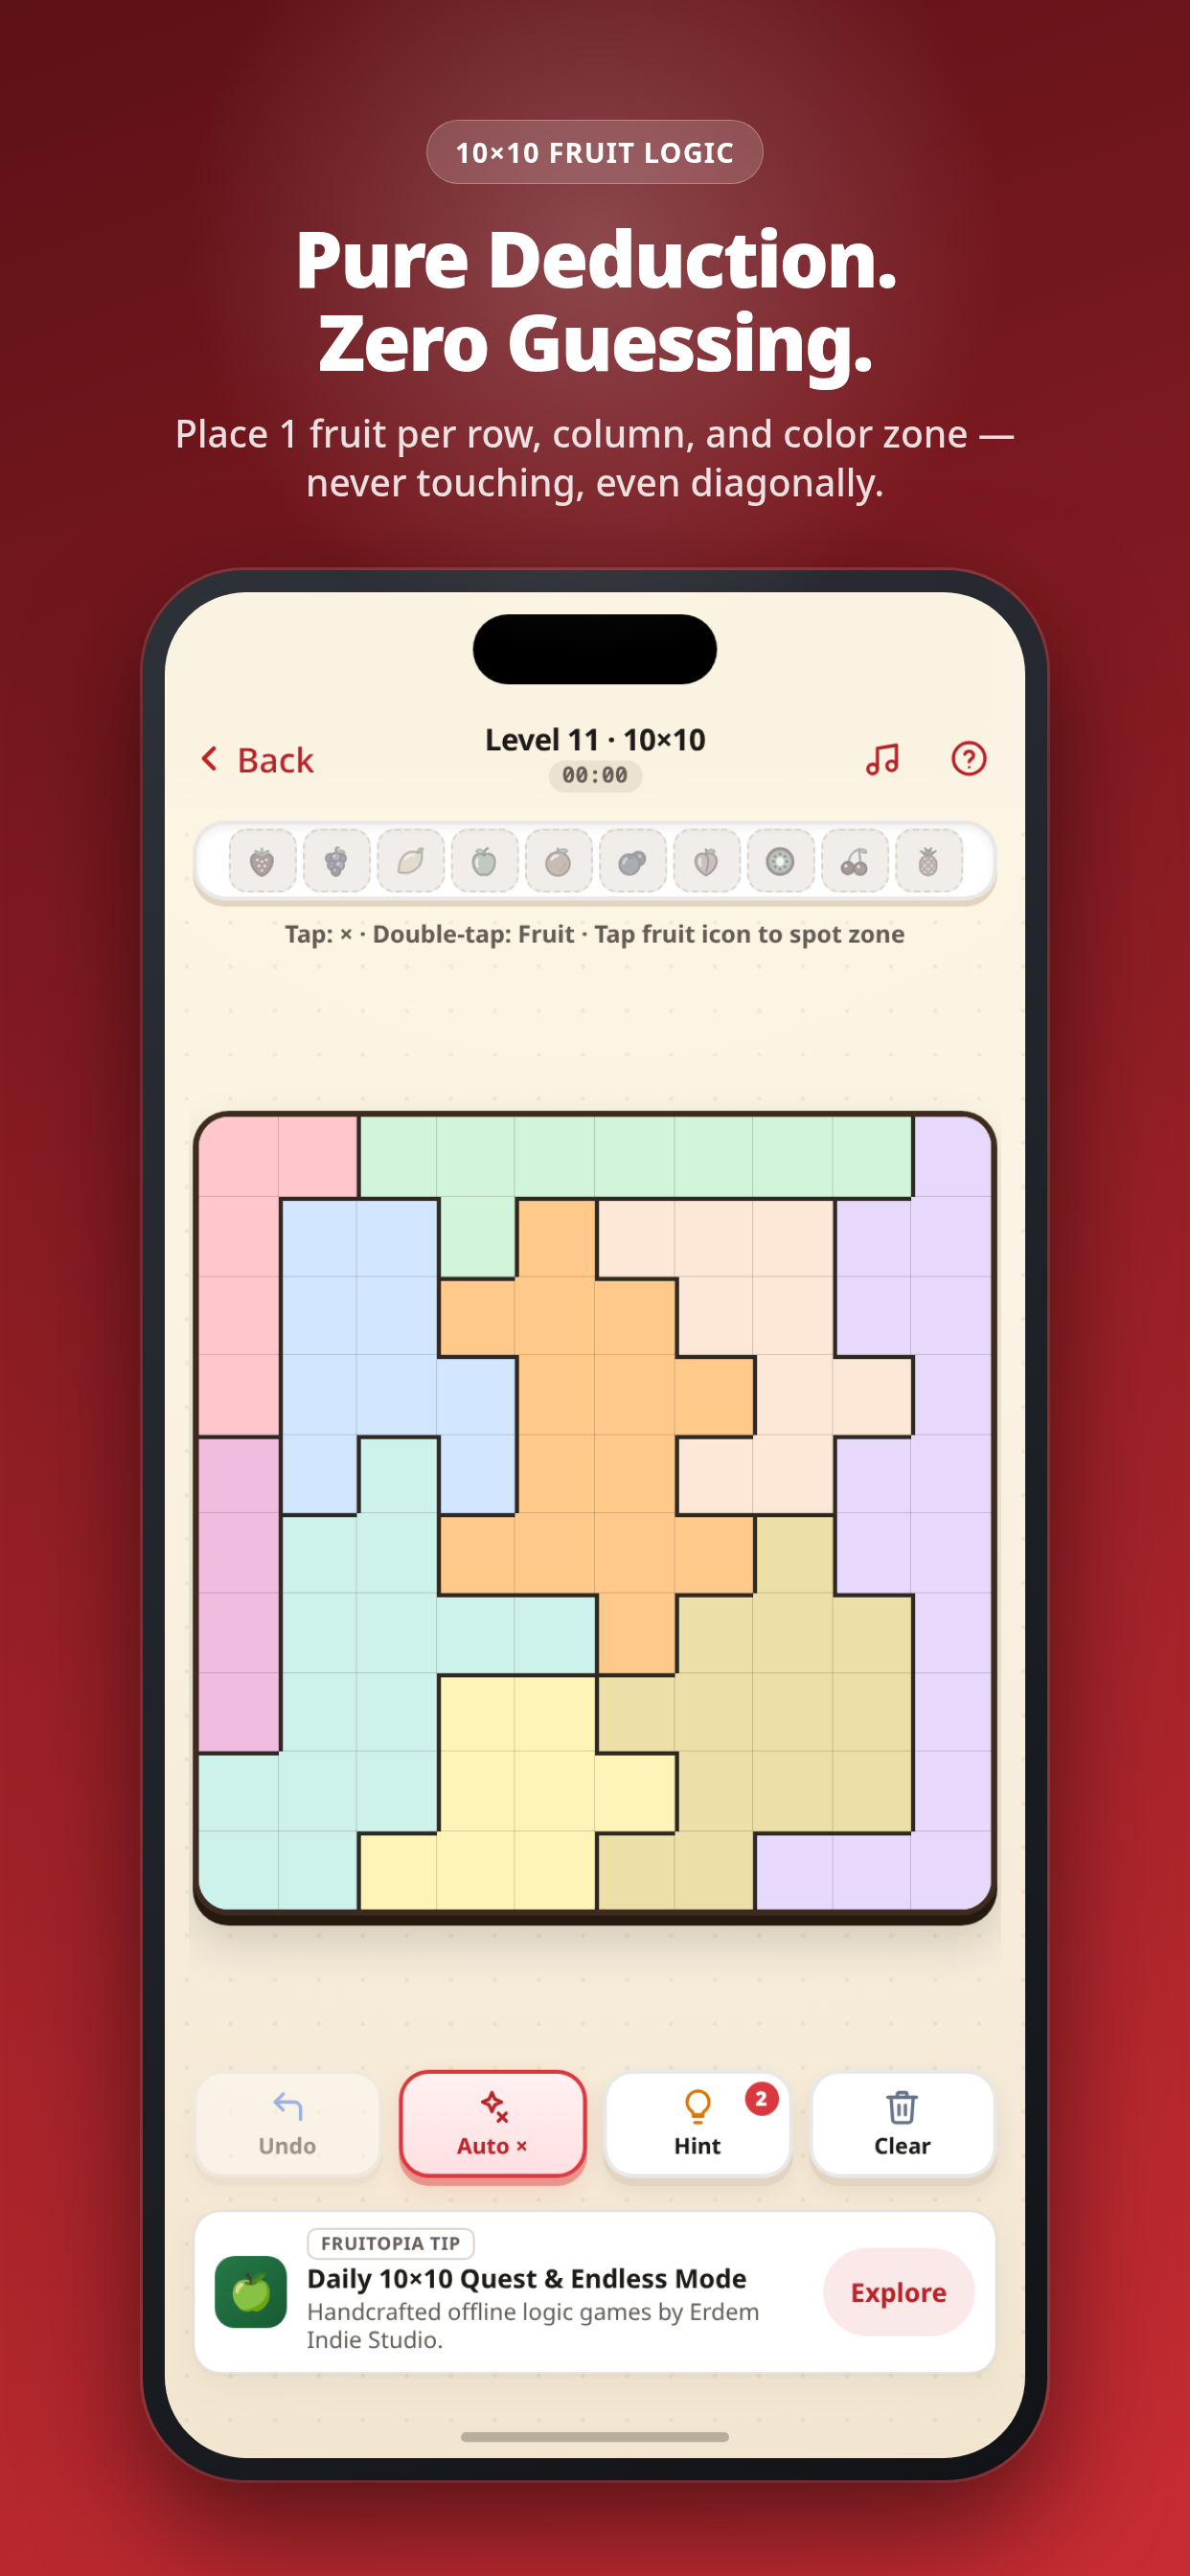 10×10 FRUIT LOGIC
Pure Deduction.
Zero Guessing.
Place 1 fruit per row, column, and color zone —
never touching, even diagonally.
Back
Level 11 · 10×10
00:00
Tap: × · Double-tap: Fruit · Tap fruit icon to spot zone
Undo
Auto ×
2
Hint
Clear
FRUITOPIA TIP
Daily 10×10 Quest & Endless Mode
Handcrafted offline logic games by Erdem
Indie Studio.
Explore